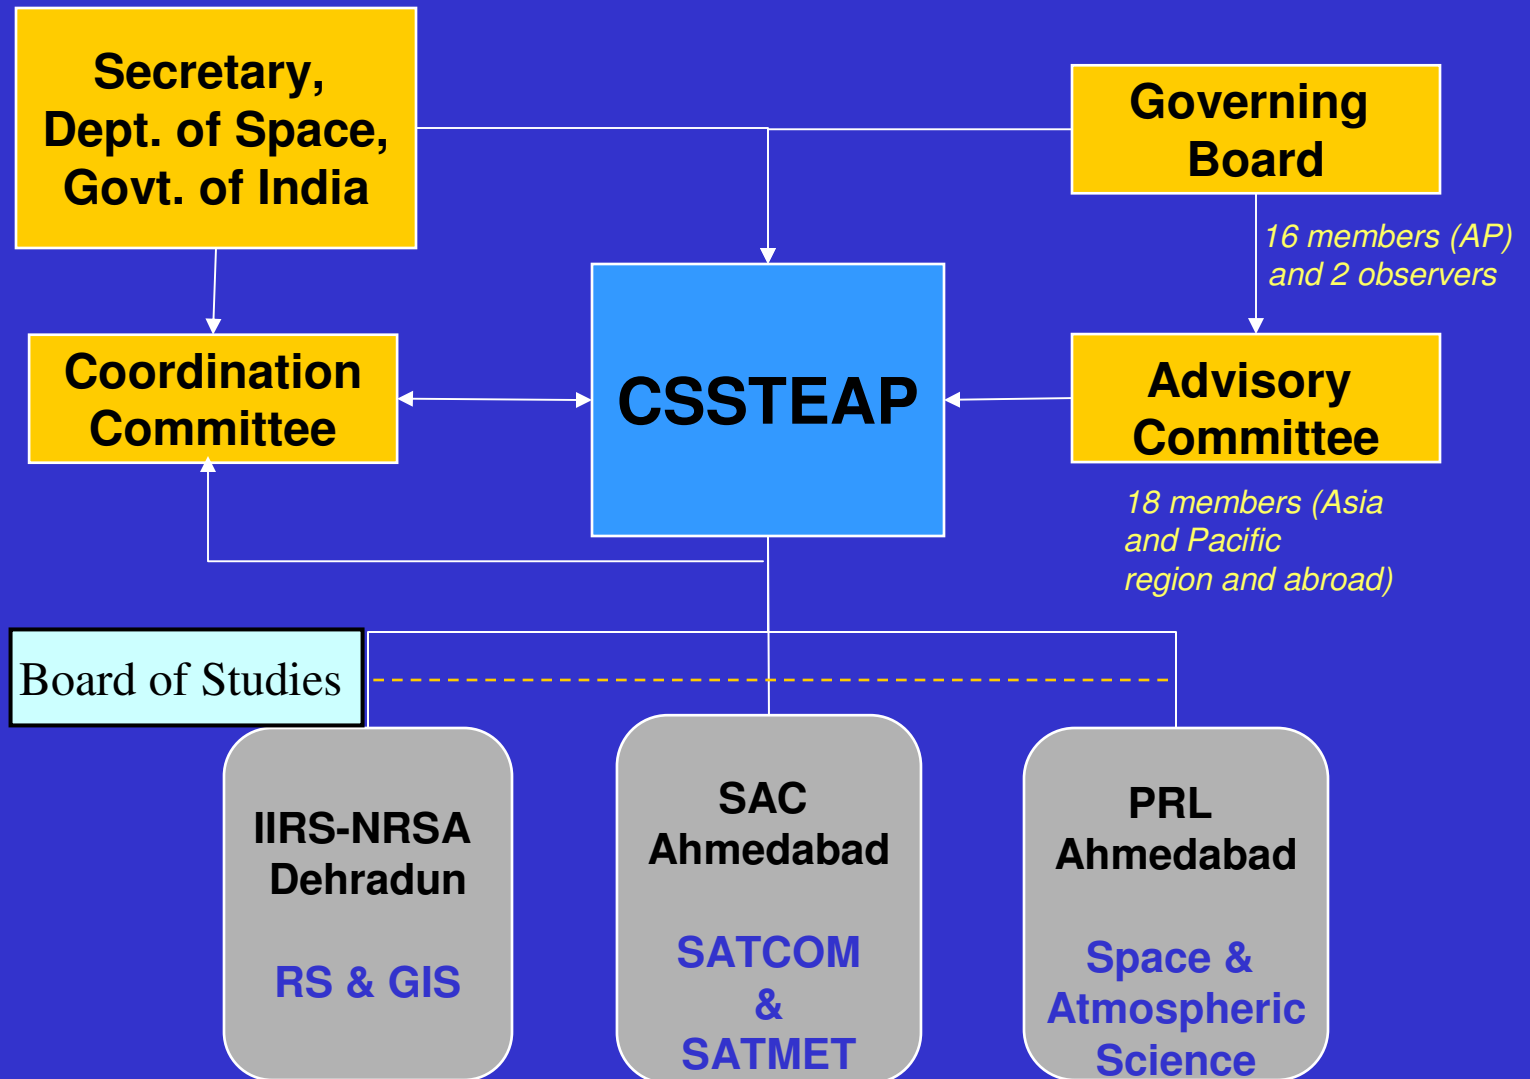 Secretary,
Dept. of Space,
Govt. of India
Governing
Board
16 members (AP)
and 2 observers
Coordination
Committee
CSSTEAP
Advisory
Committee
18 members (Asia
and Pacific
region and abroad)
Board of Studies
IIRS-NRSA
Dehradun
RS & GIS
SAC
Ahmedabad
SATCOM
&
SATMET
PRL
Ahmedabad
Space &
Atmospheric
Science